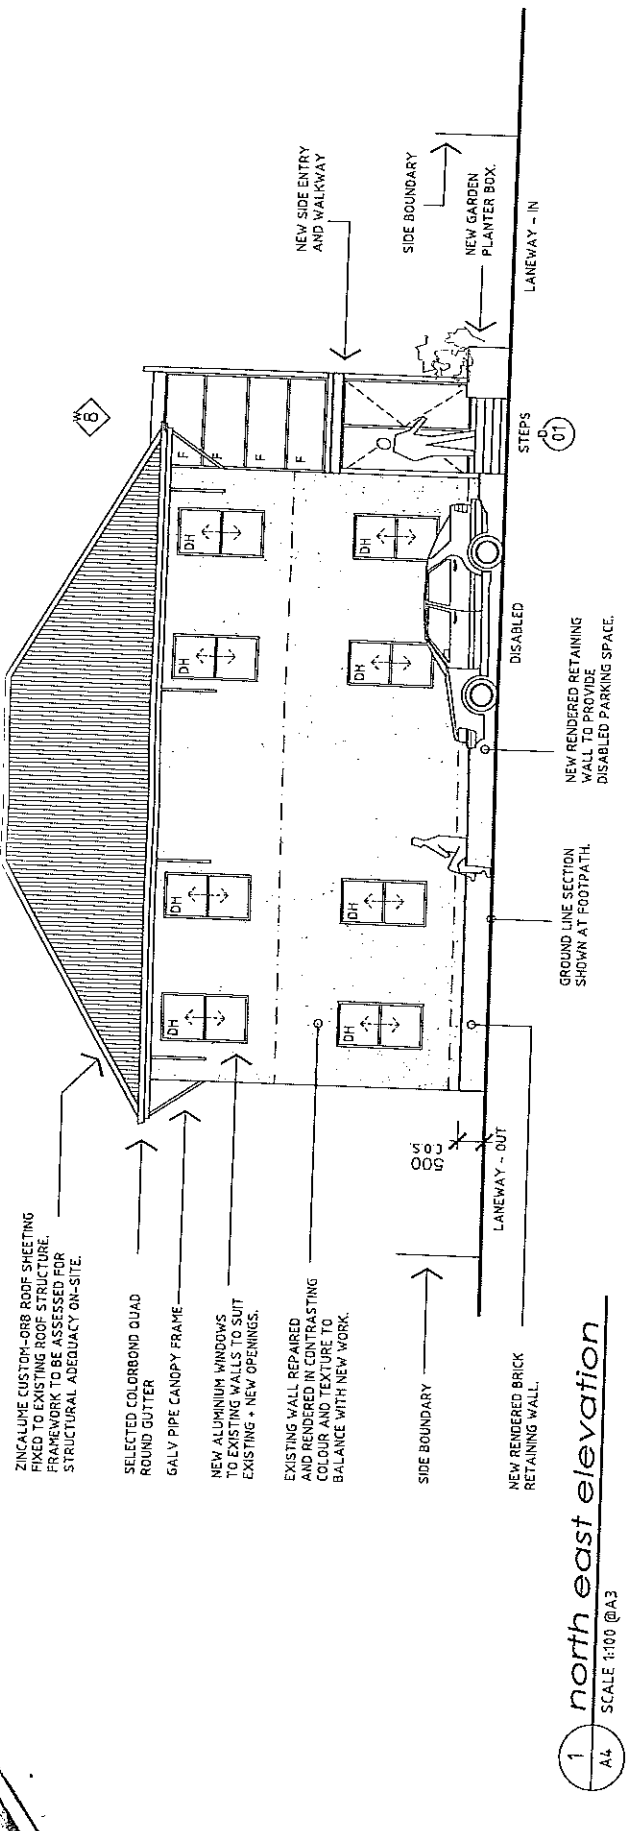 ZINCALUME CUSTOM-ORB ROOF SHEETING
FIXED TO EXISTING ROOF STRUCTURE.
FRAMEWORK TO BE ASSESSED FOR
STRUCTURAL ADEQUACY ON-SITE.
SELECTED COLORBOND QUAD
ROUND GUTTER
GALV PIPE CANOPY FRAME
NEW ALUMINIUM WINDOWS
TO EXISTING WALLS TO SUIT
EXISTING + NEW OPENINGS.
EXISTING WALL REPAIRED
AND RENDERED IN CONTRASTING
COLOUR AND TEXTURE TO
BALANCE WITH NEW WORK.
SIDE BOUNDARY
NEW RENDERED BRICK
RETAINING WALL.
500
C.O.S.
LANEWAY - OUT
DH
DH
DH
DH
DH
DH
DH
DH
F
F
F
F
W
8
NEW SIDE ENTRY
AND WALKWAY
SIDE BOUNDARY
NEW GARDEN
PLANTER BOX.
LANEWAY - IN
STEPS
D
01
DISABLED
NEW RENDERED RETAINING
WALL TO PROVIDE
DISABLED PARKING SPACE.
GROUND LINE SECTION
SHOWN AT FOOTPATH.
1
A4
north east elevation
SCALE 1:100 @A3